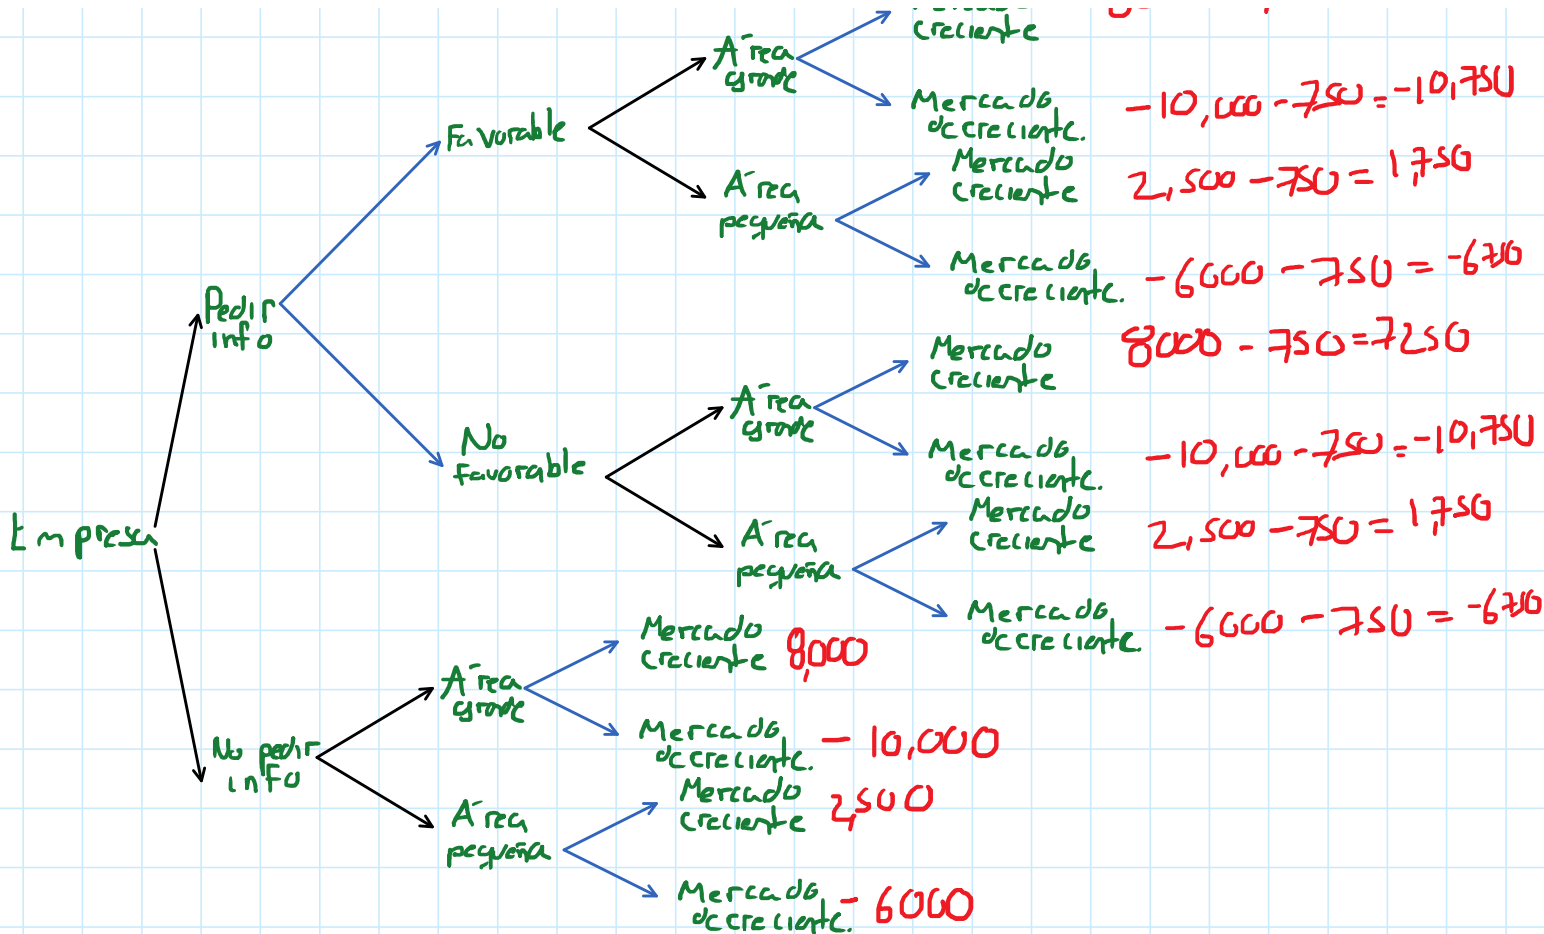 creciente
Área
grande
Mercado
decreciente.
-10,000 - 750 = -10,750
Favorable
Área
pequeña
Mercado
creciente
2,500 - 750 = 1,750
Mercado
decreciente.
-6000 - 750 = -6750
Pedir
info
Mercado
creciente
8000 - 750 = 7250
Área
grande
No
favorable
Mercado
decreciente.
-10,000 - 750 = -10,750
Empresa
Área
pequeña
Mercado
creciente
2,500 - 750 = 1,750
Mercado
decreciente.
-6000 - 750 = -6750
Mercado
creciente
8,000
Área
grande
Mercado
decreciente.
-10,000
No pedir
info
Área
pequeña
Mercado
creciente
2,500
Mercado
decreciente.
-6000